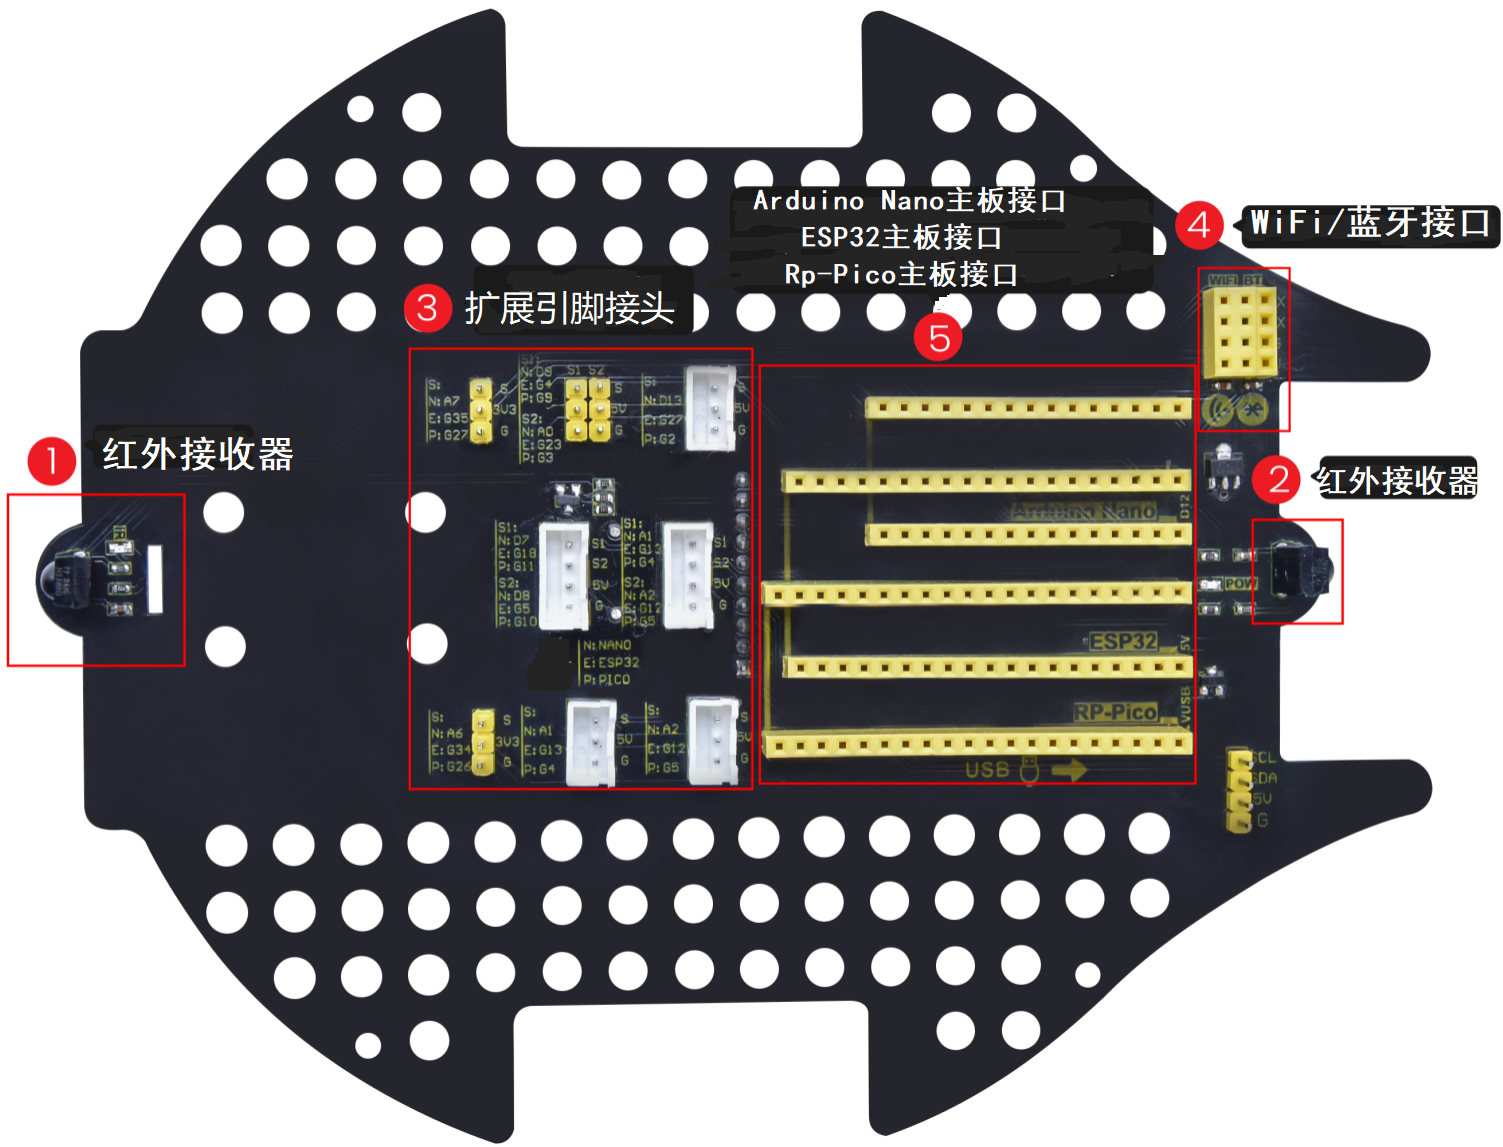 Arduino Nano主板接口
ESP32主板接口
Rp-Pico主板接口
4
WiFi/蓝牙接口
3
扩展引脚接头
5
WiFi BT
1
红外接收器
2
红外接收器
S:
N:A7
E:G35
P:G27
S
3V3
G
S1:
N:D9
E:G4
P:G9
S2:
N:A0
E:G23
P:G3
S1 S2
S
5V
G
S:
N:D13
E:G27
P:G2
5V
G
S1:
N:D7
E:G18
P:G11
S2:
N:D8
E:G5
P:G10
S1
S2
5V
G
S1:
N:A1
E:G13
P:G4
S2:
N:A2
E:G12
P:G5
S1
S2
5V
G
N:NANO
E:ESP32
P:PICO
S:
N:A6
E:G34
P:G26
S
3V3
G
S:
N:A1
E:G13
P:G4
S
5V
G
S:
N:A2
E:G12
P:G5
S
5V
G
Arduino Nano
D12
POW
ESP32
5V
RP-Pico
VUSB
USB
SCL
SDA
5V
G
IR